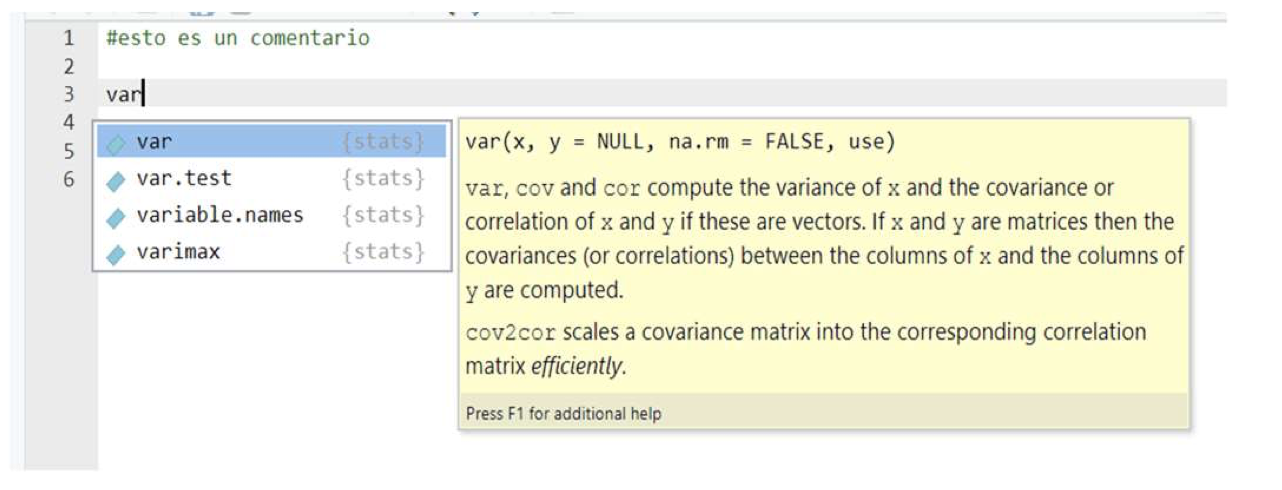 1 #esto es un comentario
2
3 var
4
5
6
var {stats}
var.test {stats}
variable.names {stats}
varimax {stats}
var(x, y = NULL, na.rm = FALSE, use)
var, cov and cor compute the variance of x and the covariance or
correlation of x and y if these are vectors. If x and y are matrices then the
covariances (or correlations) between the columns of x and the columns of
y are computed.
cov2cor scales a covariance matrix into the corresponding correlation
matrix efficiently.
Press F1 for additional help